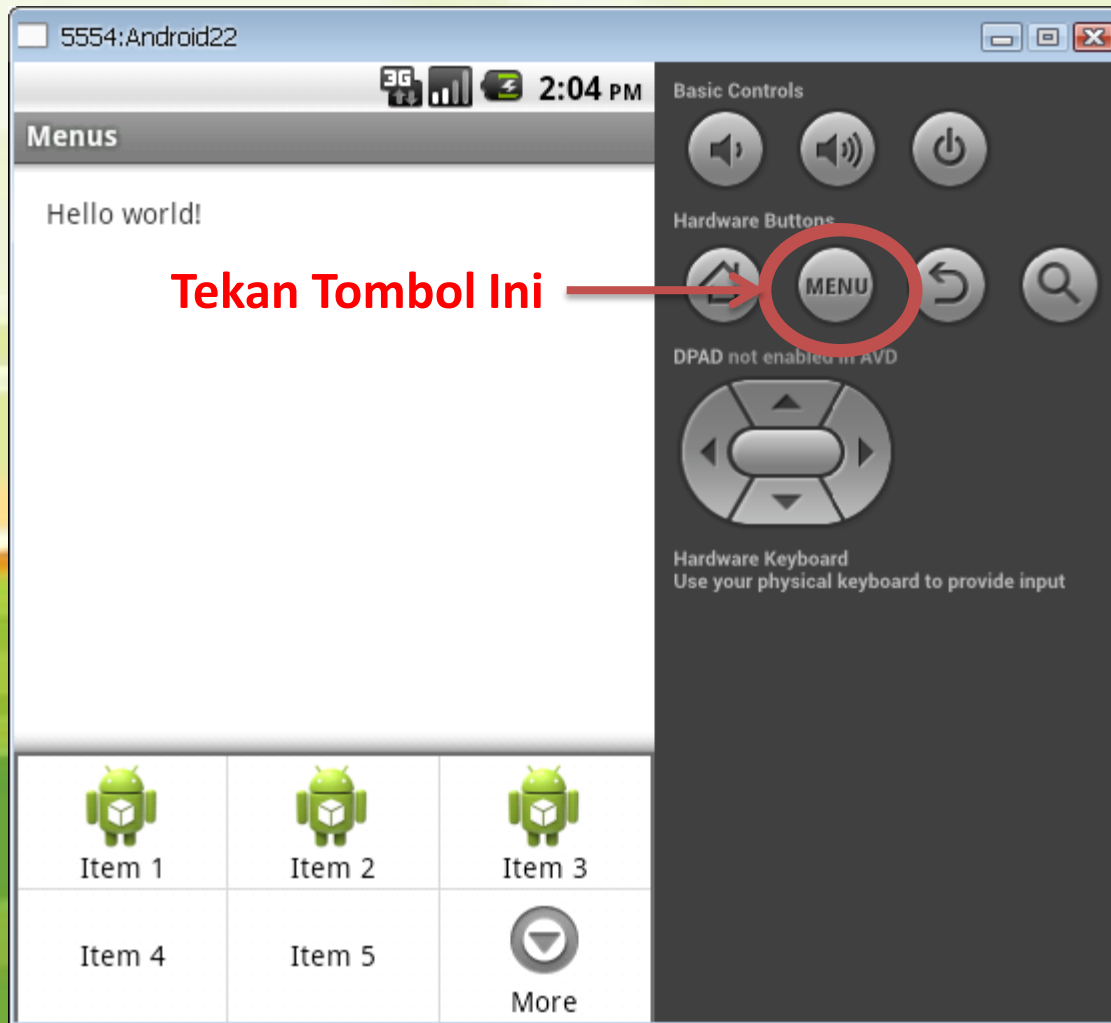 5554:Android22
3G 2:04 PM
Menus
Hello world!
Tekan Tombol Ini
Basic Controls
Hardware Buttons
MENU
DPAD not enabled in AVD
Hardware Keyboard
Use your physical keyboard to provide input
Item 1 Item 2 Item 3
Item 4 Item 5 More